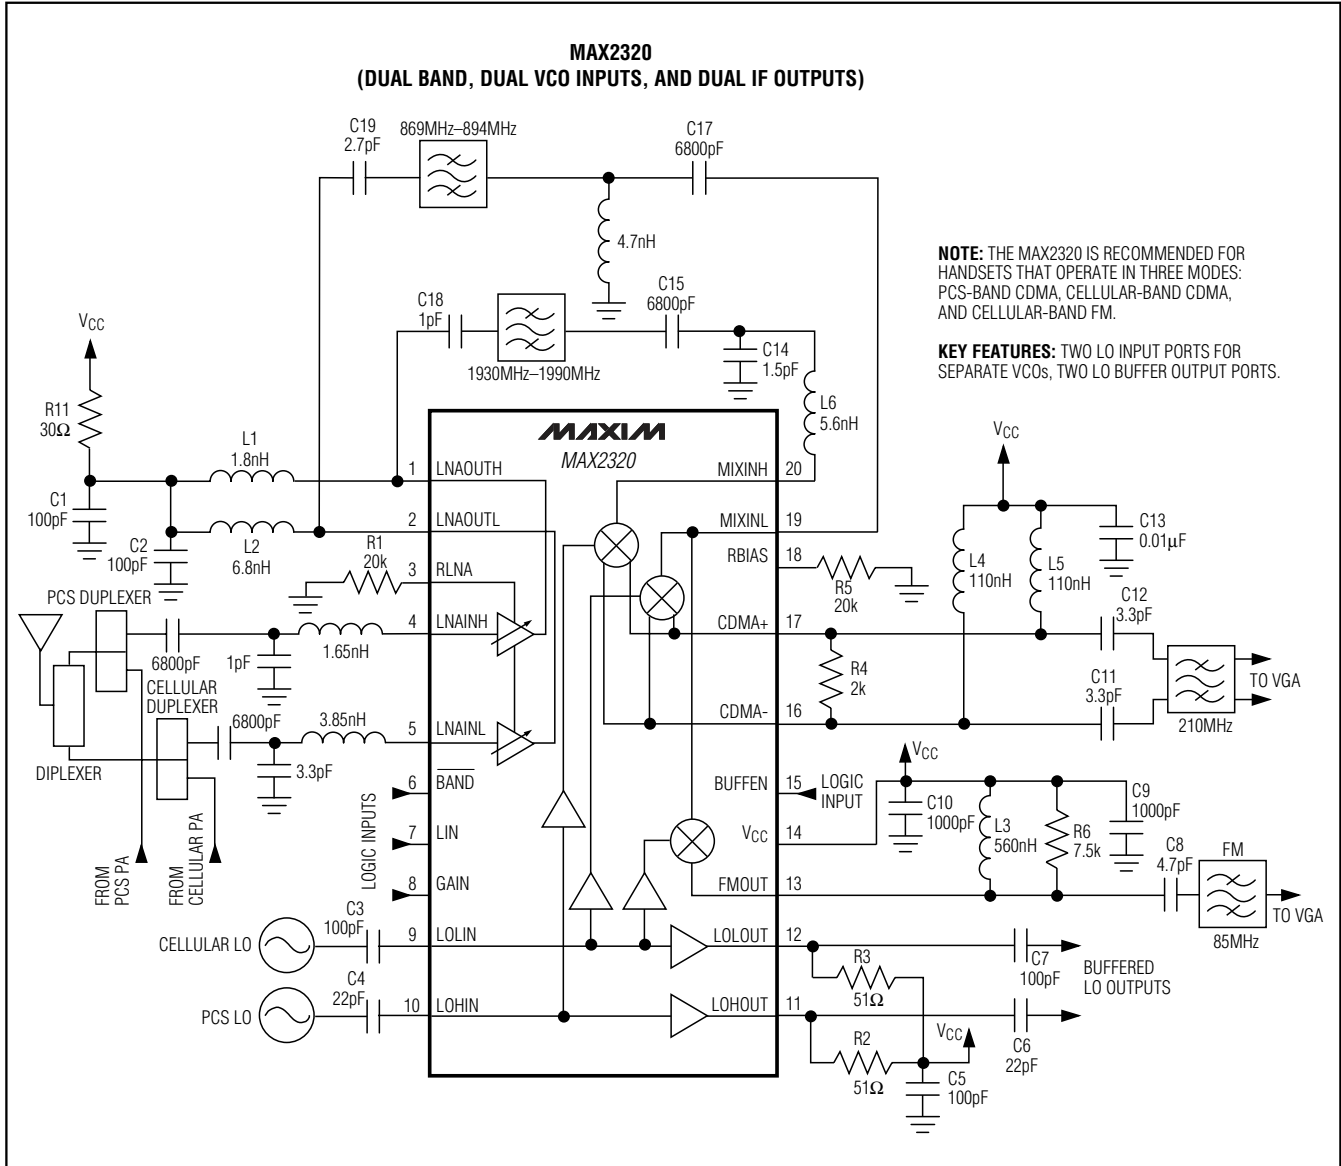 MAX2320
(DUAL BAND, DUAL VCO INPUTS, AND DUAL IF OUTPUTS)
C19
2.7pF
869MHz–894MHz
C17
6800pF
4.7nH
C18
1pF
1930MHz–1990MHz
C15
6800pF
C14
1.5pF
L6
5.6nH
NOTE: THE MAX2320 IS RECOMMENDED FOR
HANDSETS THAT OPERATE IN THREE MODES:
PCS-BAND CDMA, CELLULAR-BAND CDMA,
AND CELLULAR-BAND FM.
KEY FEATURES: TWO LO INPUT PORTS FOR
SEPARATE VCOs, TWO LO BUFFER OUTPUT PORTS.
VCC
R11
30Ω
L1
1.8nH
C1
100pF
C2
100pF
L2
6.8nH
R1
20k
MAXIM
MAX2320
1 LNAOUTH
2 LNAOUTL
3 RLNA
4 LNAINH
5 LNAINL
6 BAND
7 LIN
8 GAIN
9 LOLIN
10 LOHIN
MIXINH 20
MIXINL 19
RBIAS 18
CDMA+ 17
CDMA- 16
BUFFEN 15
VCC 14
FMOUT 13
LOLOUT 12
LOHOUT 11
PCS DUPLEXER
6800pF
1pF
1.65nH
CELLULAR
DUPLEXER
6800pF
3.85nH
3.3pF
DIPLEXER
FROM
PCS PA
FROM
CELLULAR PA
LOGIC INPUTS
CELLULAR LO
C3
100pF
PCS LO
C4
22pF
R5
20k
VCC
L4
110nH
L5
110nH
C13
0.01µF
C12
3.3pF
R4
2k
C11
3.3pF
210MHz
TO VGA
LOGIC
INPUT
VCC
C10
1000pF
L3
560nH
R6
7.5k
C9
1000pF
C8
4.7pF
FM
85MHz
TO VGA
R3
51Ω
C7
100pF
BUFFERED
LO OUTPUTS
R2
51Ω
VCC
C6
22pF
C5
100pF